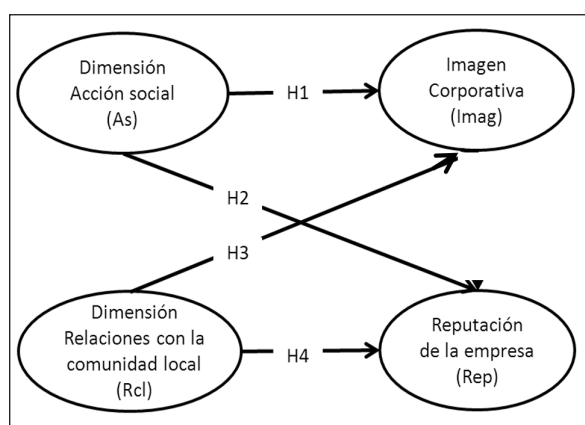 Dimensión
Acción social
(As)
H1
Imagen
Corporativa
(Imag)
H2
H3
Dimensión
Relaciones con la
comunidad local
(Rcl)
H4
Reputación
de la empresa
(Rep)